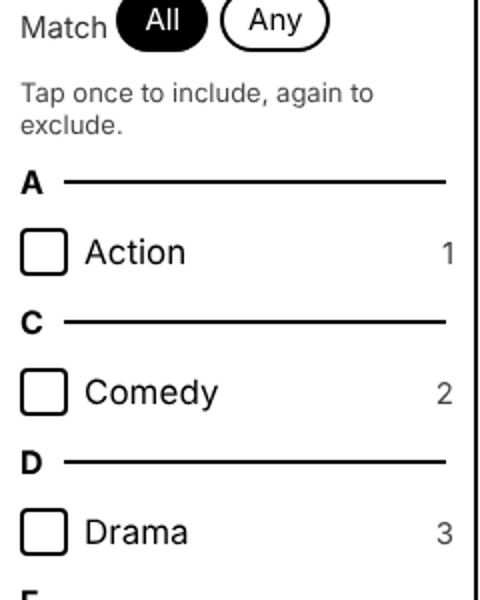 Match All Any
Tap once to include, again to
exclude.
A
Action 1
C
Comedy 2
D
Drama 3